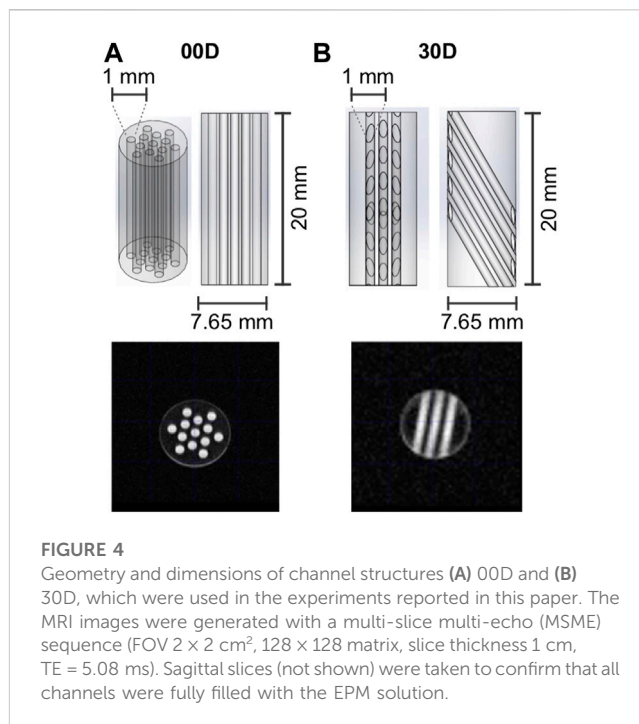 A 00D
B 30D
1 mm
1 mm
20 mm
20 mm
7.65 mm
7.65 mm
FIGURE 4
Geometry and dimensions of channel structures (A) 00D and (B)
30D, which were used in the experiments reported in this paper. The
MRI images were generated with a multi-slice multi-echo (MSME)
sequence (FOV 2 × 2 cm², 128 × 128 matrix, slice thickness 1 cm,
TE = 5.08 ms). Sagittal slices (not shown) were taken to confirm that all
channels were fully filled with the EPM solution.